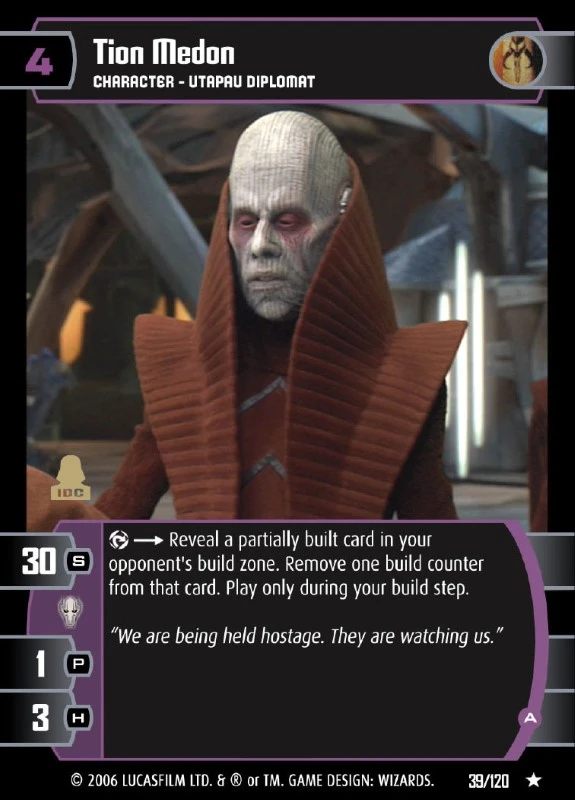 4
Tion Medon
CHARACTER - UTAPAU DIPLOMAT
IDC
30 S
1 P
3 H
→ Reveal a partially built card in your
opponent's build zone. Remove one build counter
from that card. Play only during your build step.
“We are being held hostage. They are watching us.”
A
© 2006 LUCASFILM LTD. & ® or TM. GAME DESIGN: WIZARDS.
39/120 ★